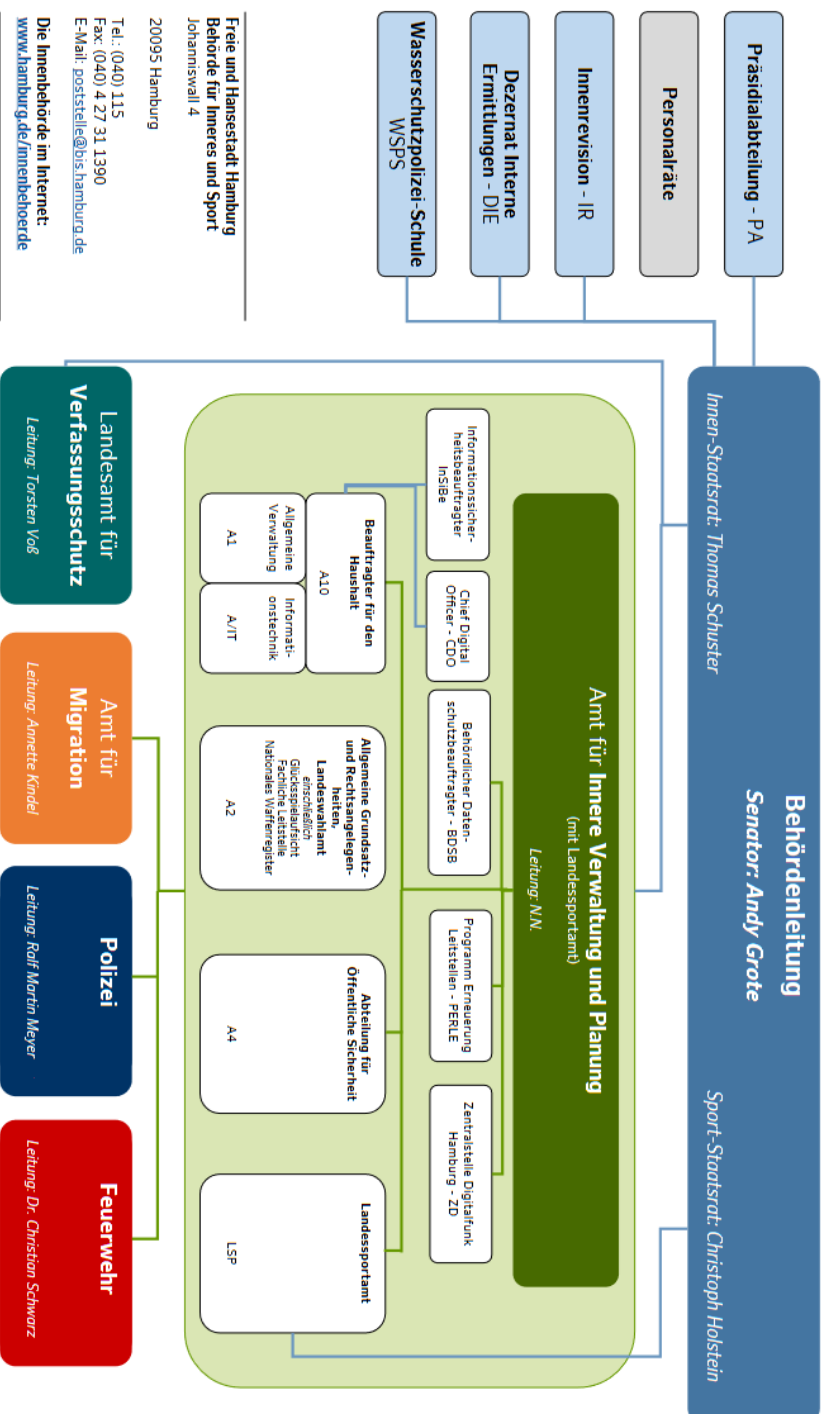 Behördenleitung
Senator: Andy Grote
Innen-Staatsrat: Thomas Schuster
Sport-Staatsrat: Christoph Holstein
Präsidialabteilung - PA
Personalräte
Innenrevision - IR
Dezernat Interne
Ermittlungen - DIE
Wasserschutzpolizei-Schule
WSPS
Amt für Innere Verwaltung und Planung
(mit Landessportamt)
Leitung: N.N.
Informationssicher-
heitsbeauftragter
InSiBe
Chief Digital
Officer - CDO
Behördlicher Daten-
schutzbeauftragter - BDSB
Programm Erneuerung
Leitstellen - PERLE
Zentralstelle Digitalfunk
Hamburg - ZD
Beauftragter für den
Haushalt
A10
Allgemeine
Verwaltung
A1
Informati-
onstechnik
A/IT
Allgemeine Grundsatz-
und Rechtsangelegen-
heiten,
Landeswahlamt
einschließlich
Glücksspielaufsicht
Fachliche Leitstelle
Nationales Waffenregister
A2
Abteilung für
Öffentliche Sicherheit
A4
Landessportamt
LSP
Freie und Hansestadt Hamburg
Behörde für Inneres und Sport
Johanniswall 4
20095 Hamburg
Tel.: (040) 115
Fax: (040) 4 27 31 1390
E-Mail: poststelle@bis.hamburg.de
Die Innenbehörde im Internet:
www.hamburg.de/innenbehoerde
Landesamt für
Verfassungsschutz
Leitung: Torsten Voß
Amt für
Migration
Leitung: Annette Kindel
Polizei
Leitung: Ralf Martin Meyer
Feuerwehr
Leitung: Dr. Christian Schwarz